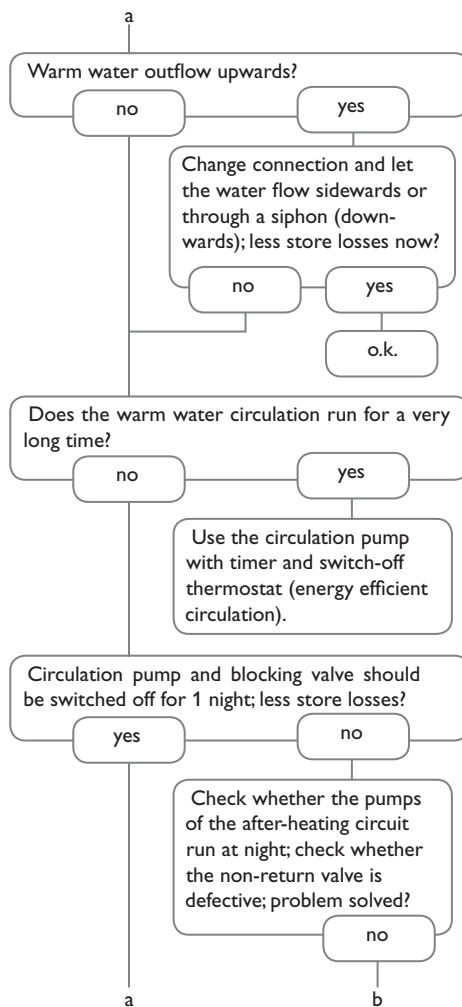 a
Warm water outflow upwards?
no
yes
Change connection and let
the water flow sidewards or
through a siphon (down-
wards); less store losses now?
no
yes
o.k.
Does the warm water circulation run for a very
long time?
no
yes
Use the circulation pump
with timer and switch-off
thermostat (energy efficient
circulation).
Circulation pump and blocking valve should
be switched off for 1 night; less store losses?
yes
no
Check whether the pumps
of the after-heating circuit
run at night; check whether
the non-return valve is
defective; problem solved?
no
a
b